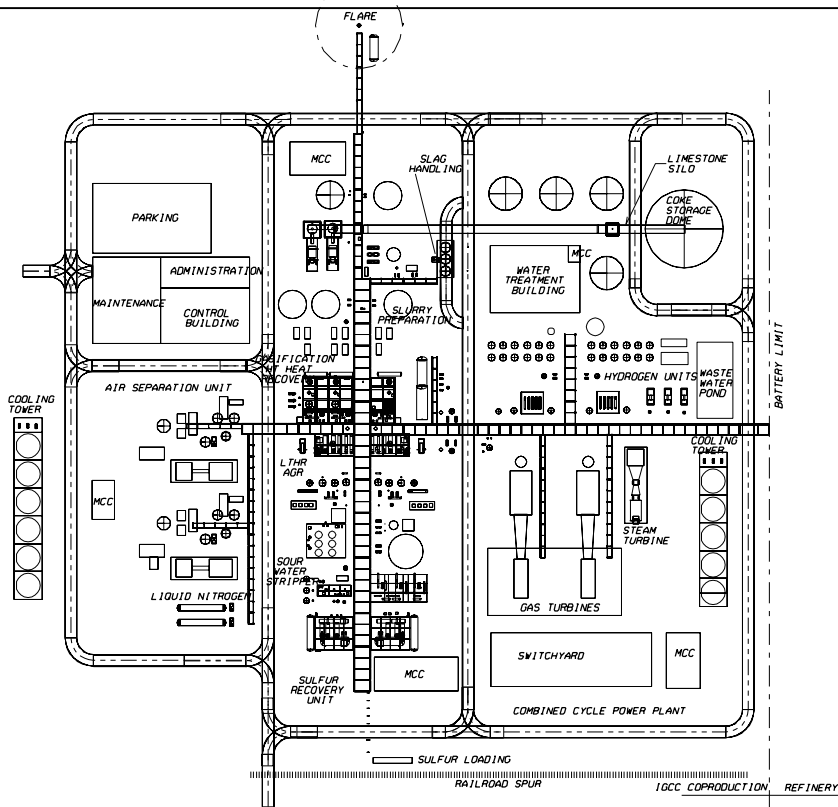 FLARE
MCC
SLAG
HANDLING
LIMESTONE
SILO
COKE
STORAGE
DOME
PARKING
MCC
ADMINISTRATION
WATER
TREATMENT
BUILDING
MAINTENANCE
CONTROL
BUILDING
SLURRY
PREPARATION
BATTERY LIMIT
GASIFICATION
HT HEAT
RECOVERY
AIR SEPARATION UNIT
HYDROGEN UNITS
WASTE
WATER
POND
COOLING
TOWER
COOLING
TOWER
LTHR
AGR
MCC
STEAM
TURBINE
SOUR
WATER
STRIPPER
LIQUID NITROGEN
GAS TURBINES
SWITCHYARD
MCC
MCC
SULFUR
RECOVERY
UNIT
COMBINED CYCLE POWER PLANT
SULFUR LOADING
RAILROAD SPUR
IGCC COPRODUCTION
REFINERY